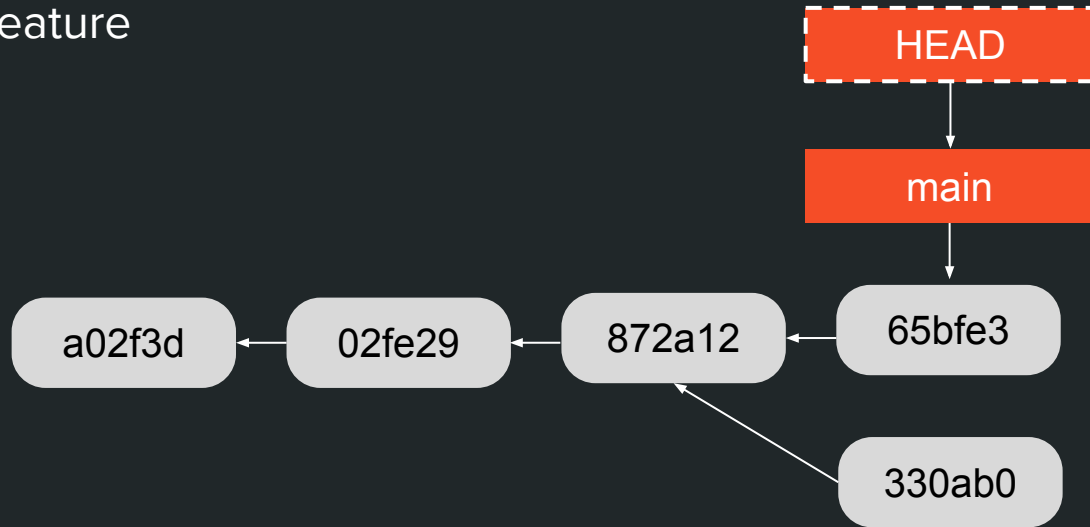 eature
HEAD
main
a02f3d
02fe29
872a12
65bfe3
330ab0